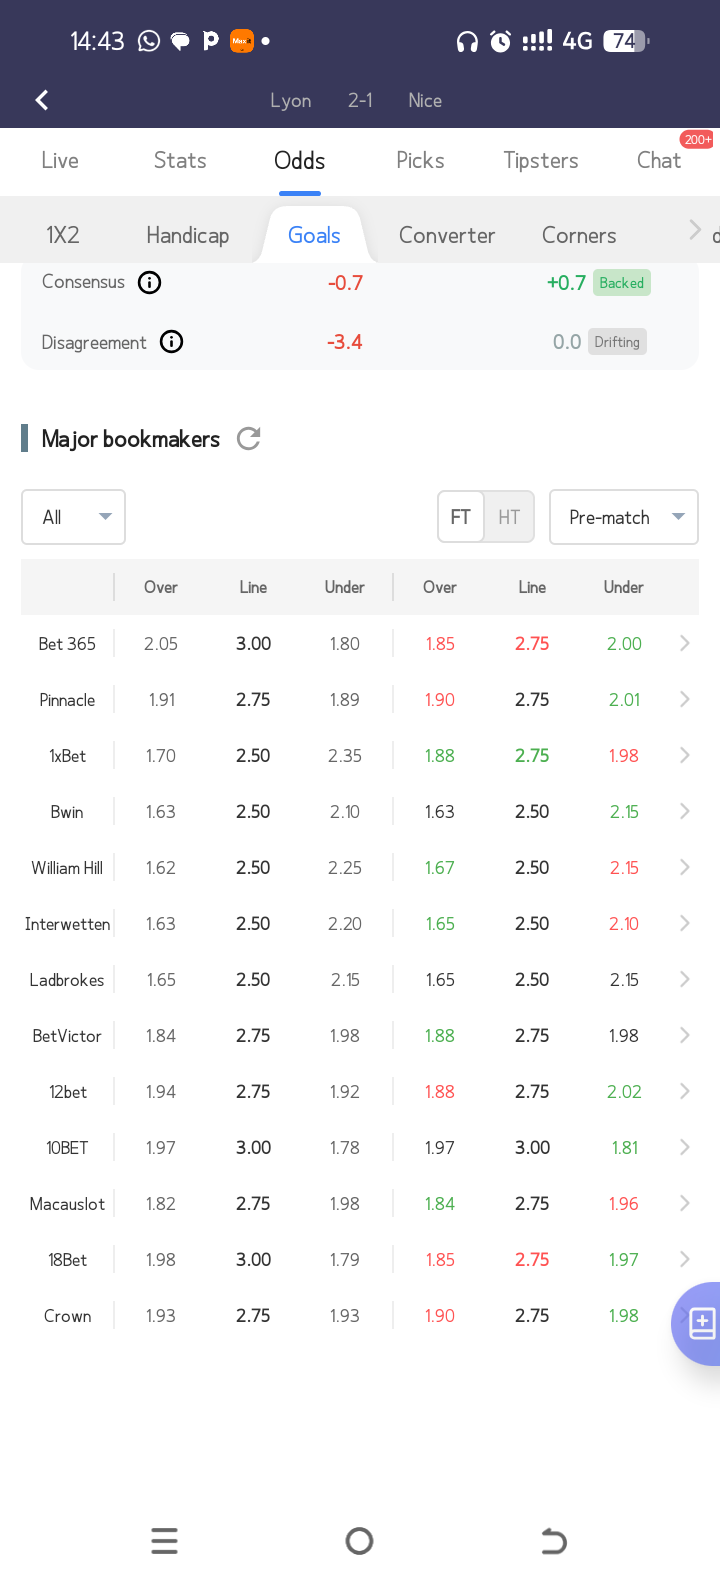 14:43 4G 74
Lyon 2-1 Nice
200+
Live Stats Odds Picks Tipsters Chat
1X2 Handicap Goals Converter Corners d
Consensus -0.7 +0.7 Backed
Disagreement -3.4 0.0 Drifting
Major bookmakers
All FT HT Pre-match
Over Line Under Over Line Under
Bet 365 2.05 3.00 1.80 1.85 2.75 2.00
Pinnacle 1.91 2.75 1.89 1.90 2.75 2.01
1xBet 1.70 2.50 2.35 1.88 2.75 1.98
Bwin 1.63 2.50 2.10 1.63 2.50 2.15
William Hill 1.62 2.50 2.25 1.67 2.50 2.15
Interwetten 1.63 2.50 2.20 1.65 2.50 2.10
Ladbrokes 1.65 2.50 2.15 1.65 2.50 2.15
BetVictor 1.84 2.75 1.98 1.88 2.75 1.98
12bet 1.94 2.75 1.92 1.88 2.75 2.02
10BET 1.97 3.00 1.78 1.97 3.00 1.81
Macauslot 1.82 2.75 1.98 1.84 2.75 1.96
18Bet 1.98 3.00 1.79 1.85 2.75 1.97
Crown 1.93 2.75 1.93 1.90 2.75 1.98